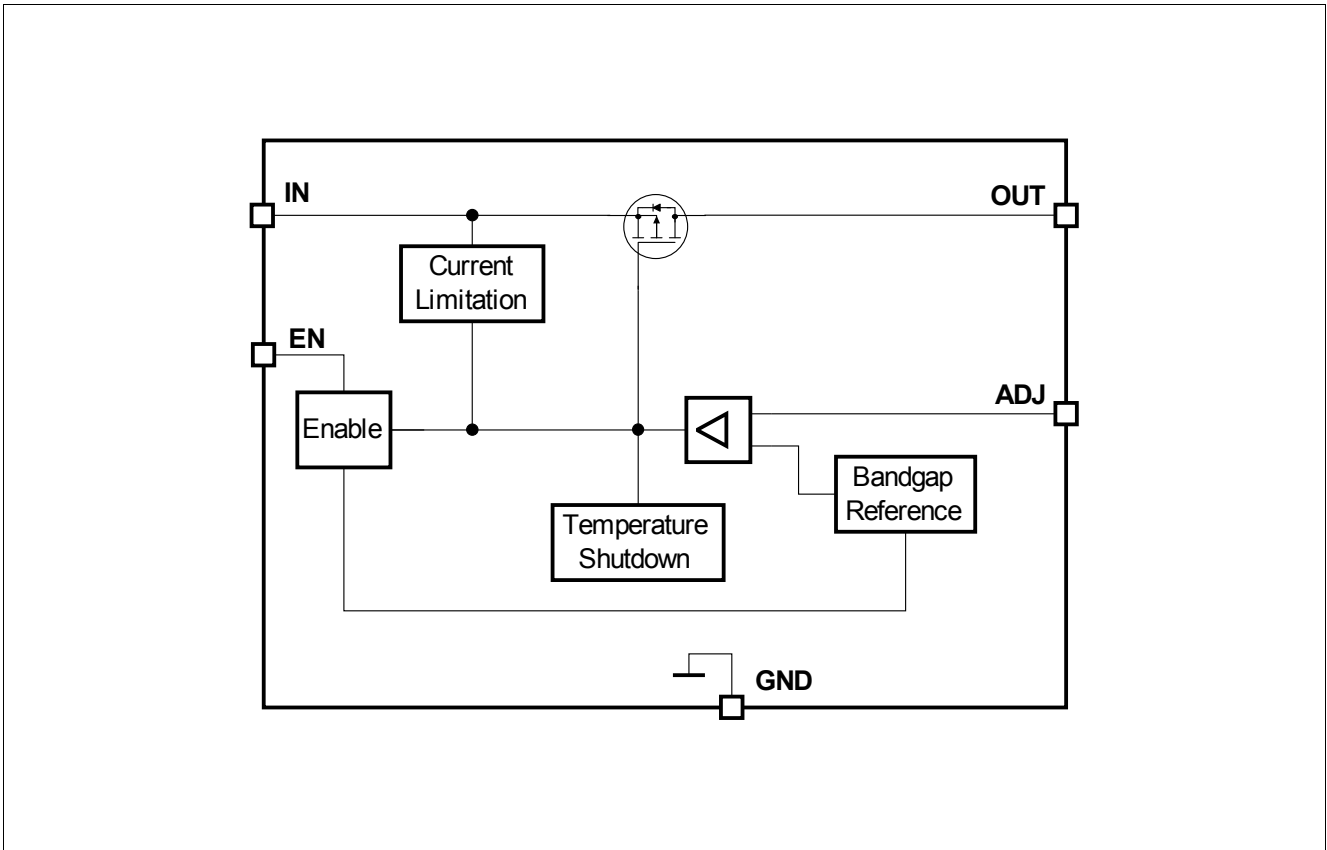 IN
OUT
Current
Limitation
EN
ADJ
Enable
Bandgap
Reference
Temperature
Shutdown
GND